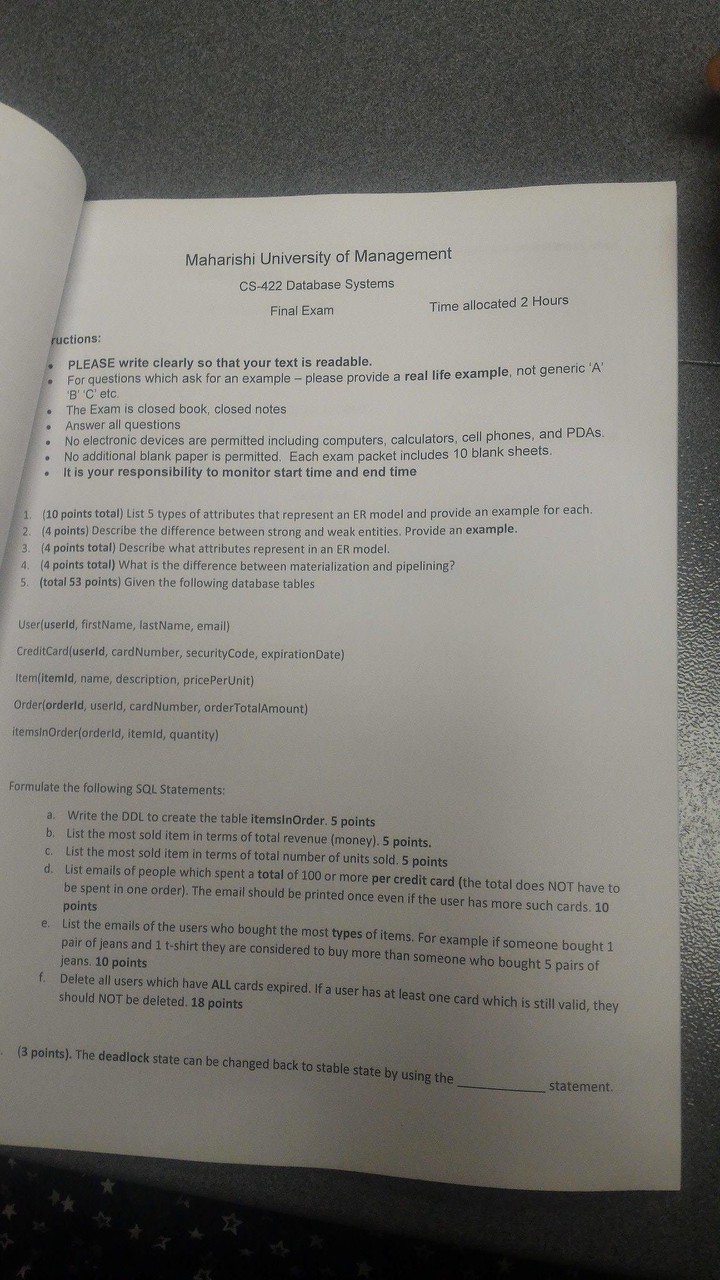 Maharishi University of Management
CS-422 Database Systems
Final Exam Time allocated 2 Hours
ructions:
• PLEASE write clearly so that your text is readable.
• For questions which ask for an example – please provide a real life example, not generic 'A'
'B' 'C' etc.
• The Exam is closed book, closed notes
• Answer all questions
• No electronic devices are permitted including computers, calculators, cell phones, and PDAs.
• No additional blank paper is permitted. Each exam packet includes 10 blank sheets.
• It is your responsibility to monitor start time and end time
1. (10 points total) List 5 types of attributes that represent an ER model and provide an example for each.
2. (4 points) Describe the difference between strong and weak entities. Provide an example.
3. (4 points total) Describe what attributes represent in an ER model.
4. (4 points total) What is the difference between materialization and pipelining?
5. (total 53 points) Given the following database tables
User(userId, firstName, lastName, email)
CreditCard(userId, cardNumber, securityCode, expirationDate)
Item(itemId, name, description, pricePerUnit)
Order(orderId, userId, cardNumber, orderTotalAmount)
itemsInOrder(orderId, itemId, quantity)
Formulate the following SQL Statements:
a. Write the DDL to create the table itemsInOrder. 5 points
b. List the most sold item in terms of total revenue (money). 5 points.
c. List the most sold item in terms of total number of units sold. 5 points
d. List emails of people which spent a total of 100 or more per credit card (the total does NOT have to
be spent in one order). The email should be printed once even if the user has more such cards. 10
points
e. List the emails of the users who bought the most types of items. For example if someone bought 1
pair of jeans and 1 t-shirt they are considered to buy more than someone who bought 5 pairs of
jeans. 10 points
f. Delete all users which have ALL cards expired. If a user has at least one card which is still valid, they
should NOT be deleted. 18 points
. (3 points). The deadlock state can be changed back to stable state by using the ____________ statement.